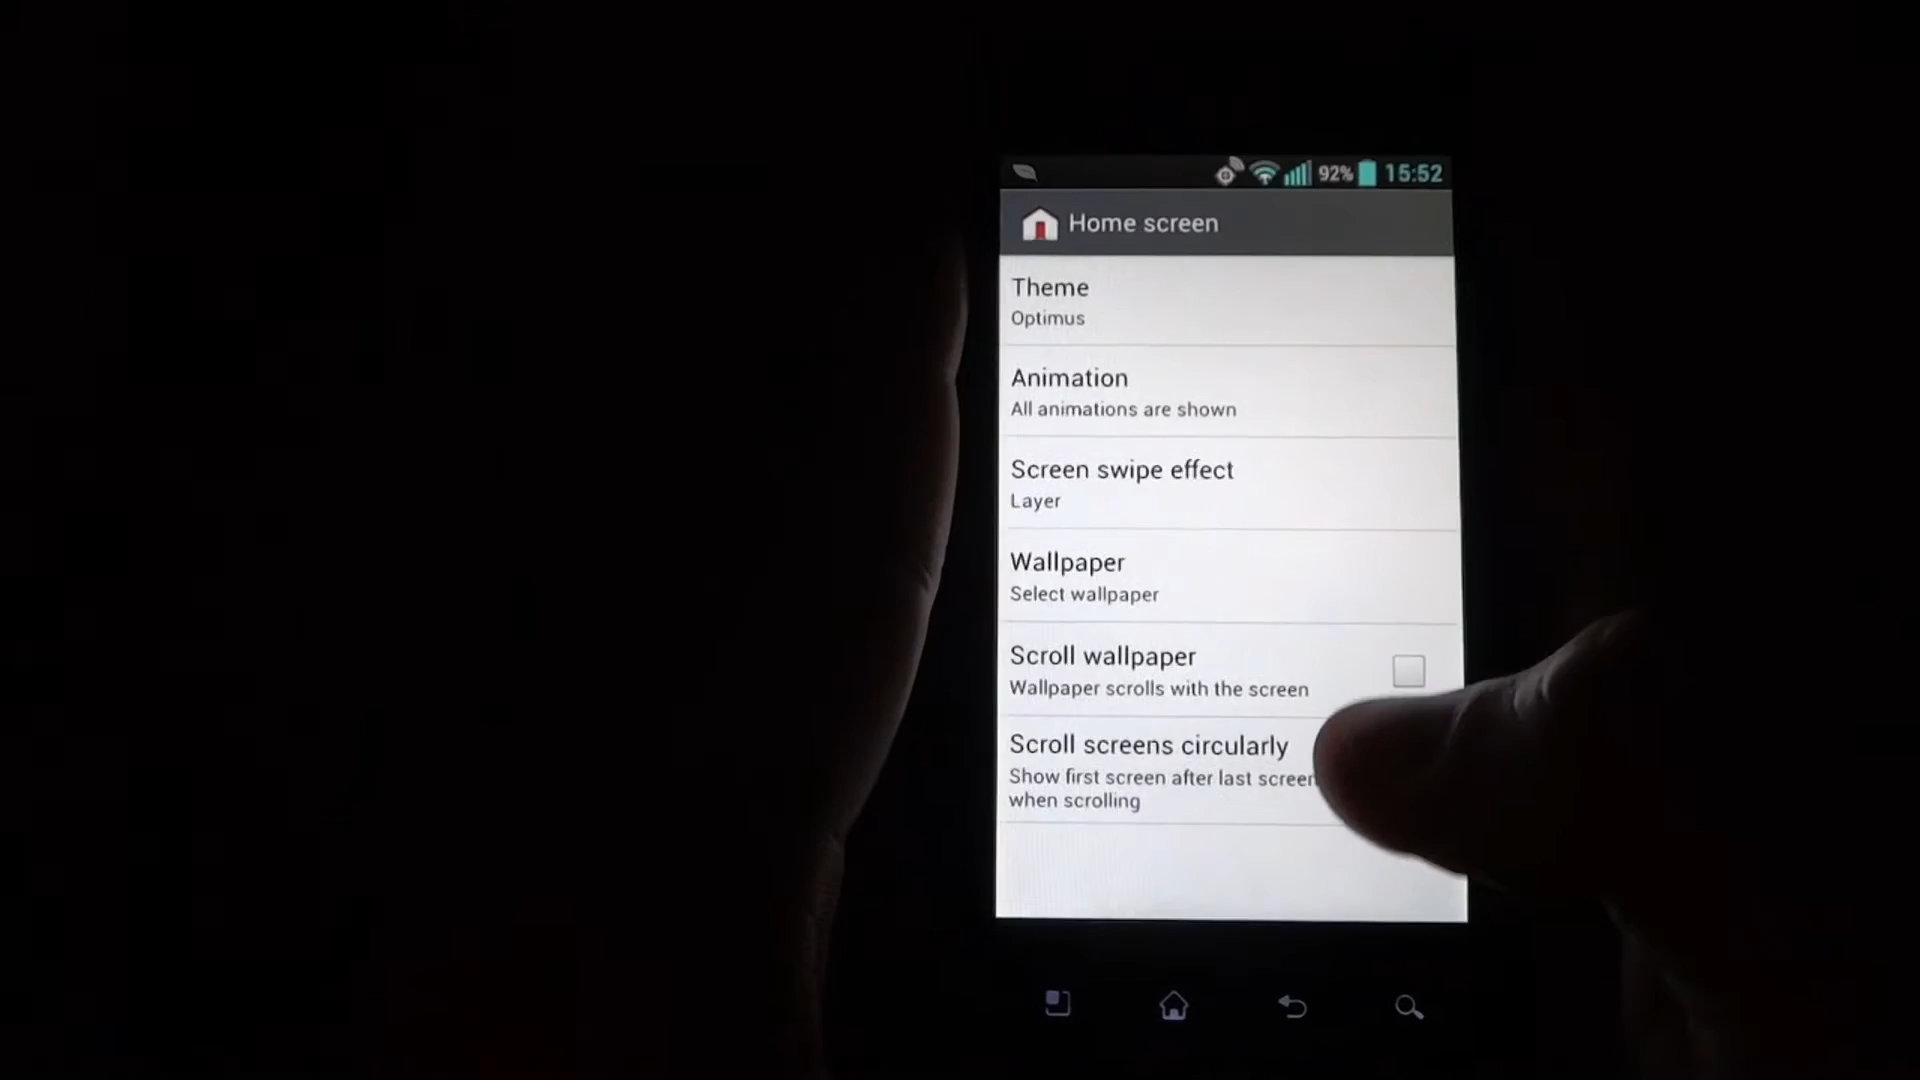 92% 15:52
Home screen
Theme
Optimus
Animation
All animations are shown
Screen swipe effect
Layer
Wallpaper
Select wallpaper
Scroll wallpaper
Wallpaper scrolls with the screen
Scroll screens circularly
Show first screen after last screen
when scrolling